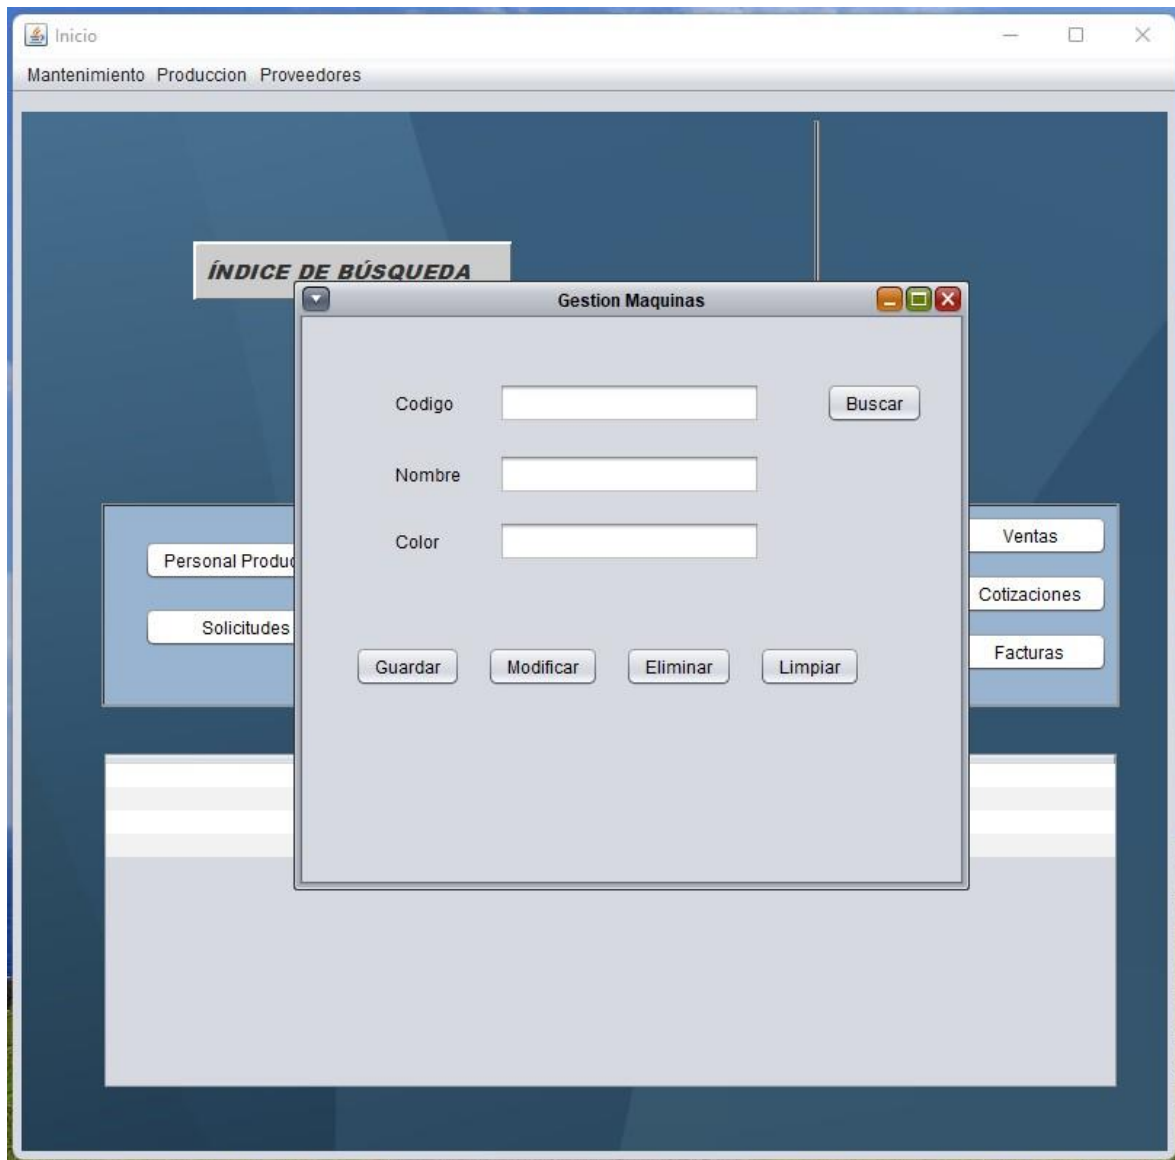 Inicio
Mantenimiento Produccion Proveedores
ÍNDICE DE BÚSQUEDA
Gestion Maquinas
Codigo
Buscar
Nombre
Color
Guardar Modificar Eliminar Limpiar
Personal
Solicitudes
Ventas
Cotizaciones
Facturas